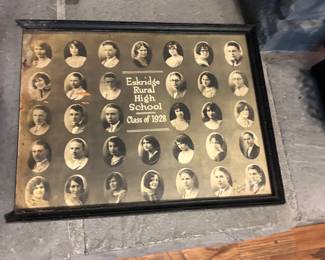 Eskridge
Rural
High
School
Class of 1928